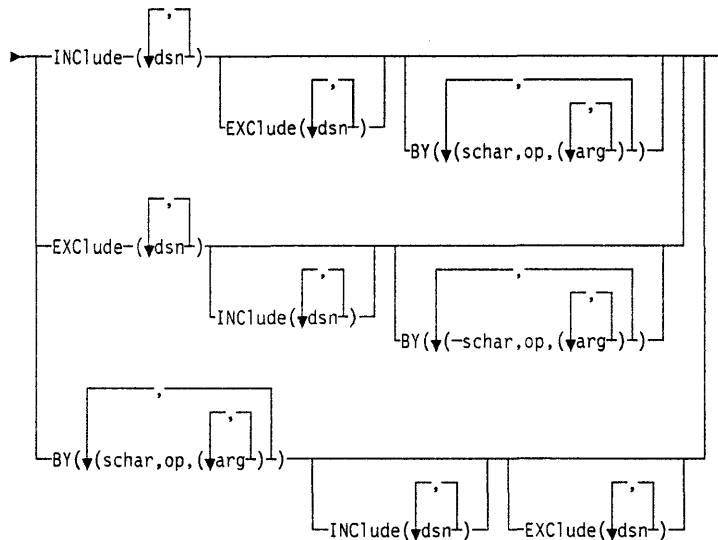 ,
INClude (dsn)
, ,
EXClude(dsn) ,
BY((schar,op,(arg)))
,
EXClude (dsn)
, ,
INClude(dsn) ,
BY((schar,op,(arg)))
,
,
BY((schar,op,(arg)))
, ,
INClude(dsn) EXClude(dsn)